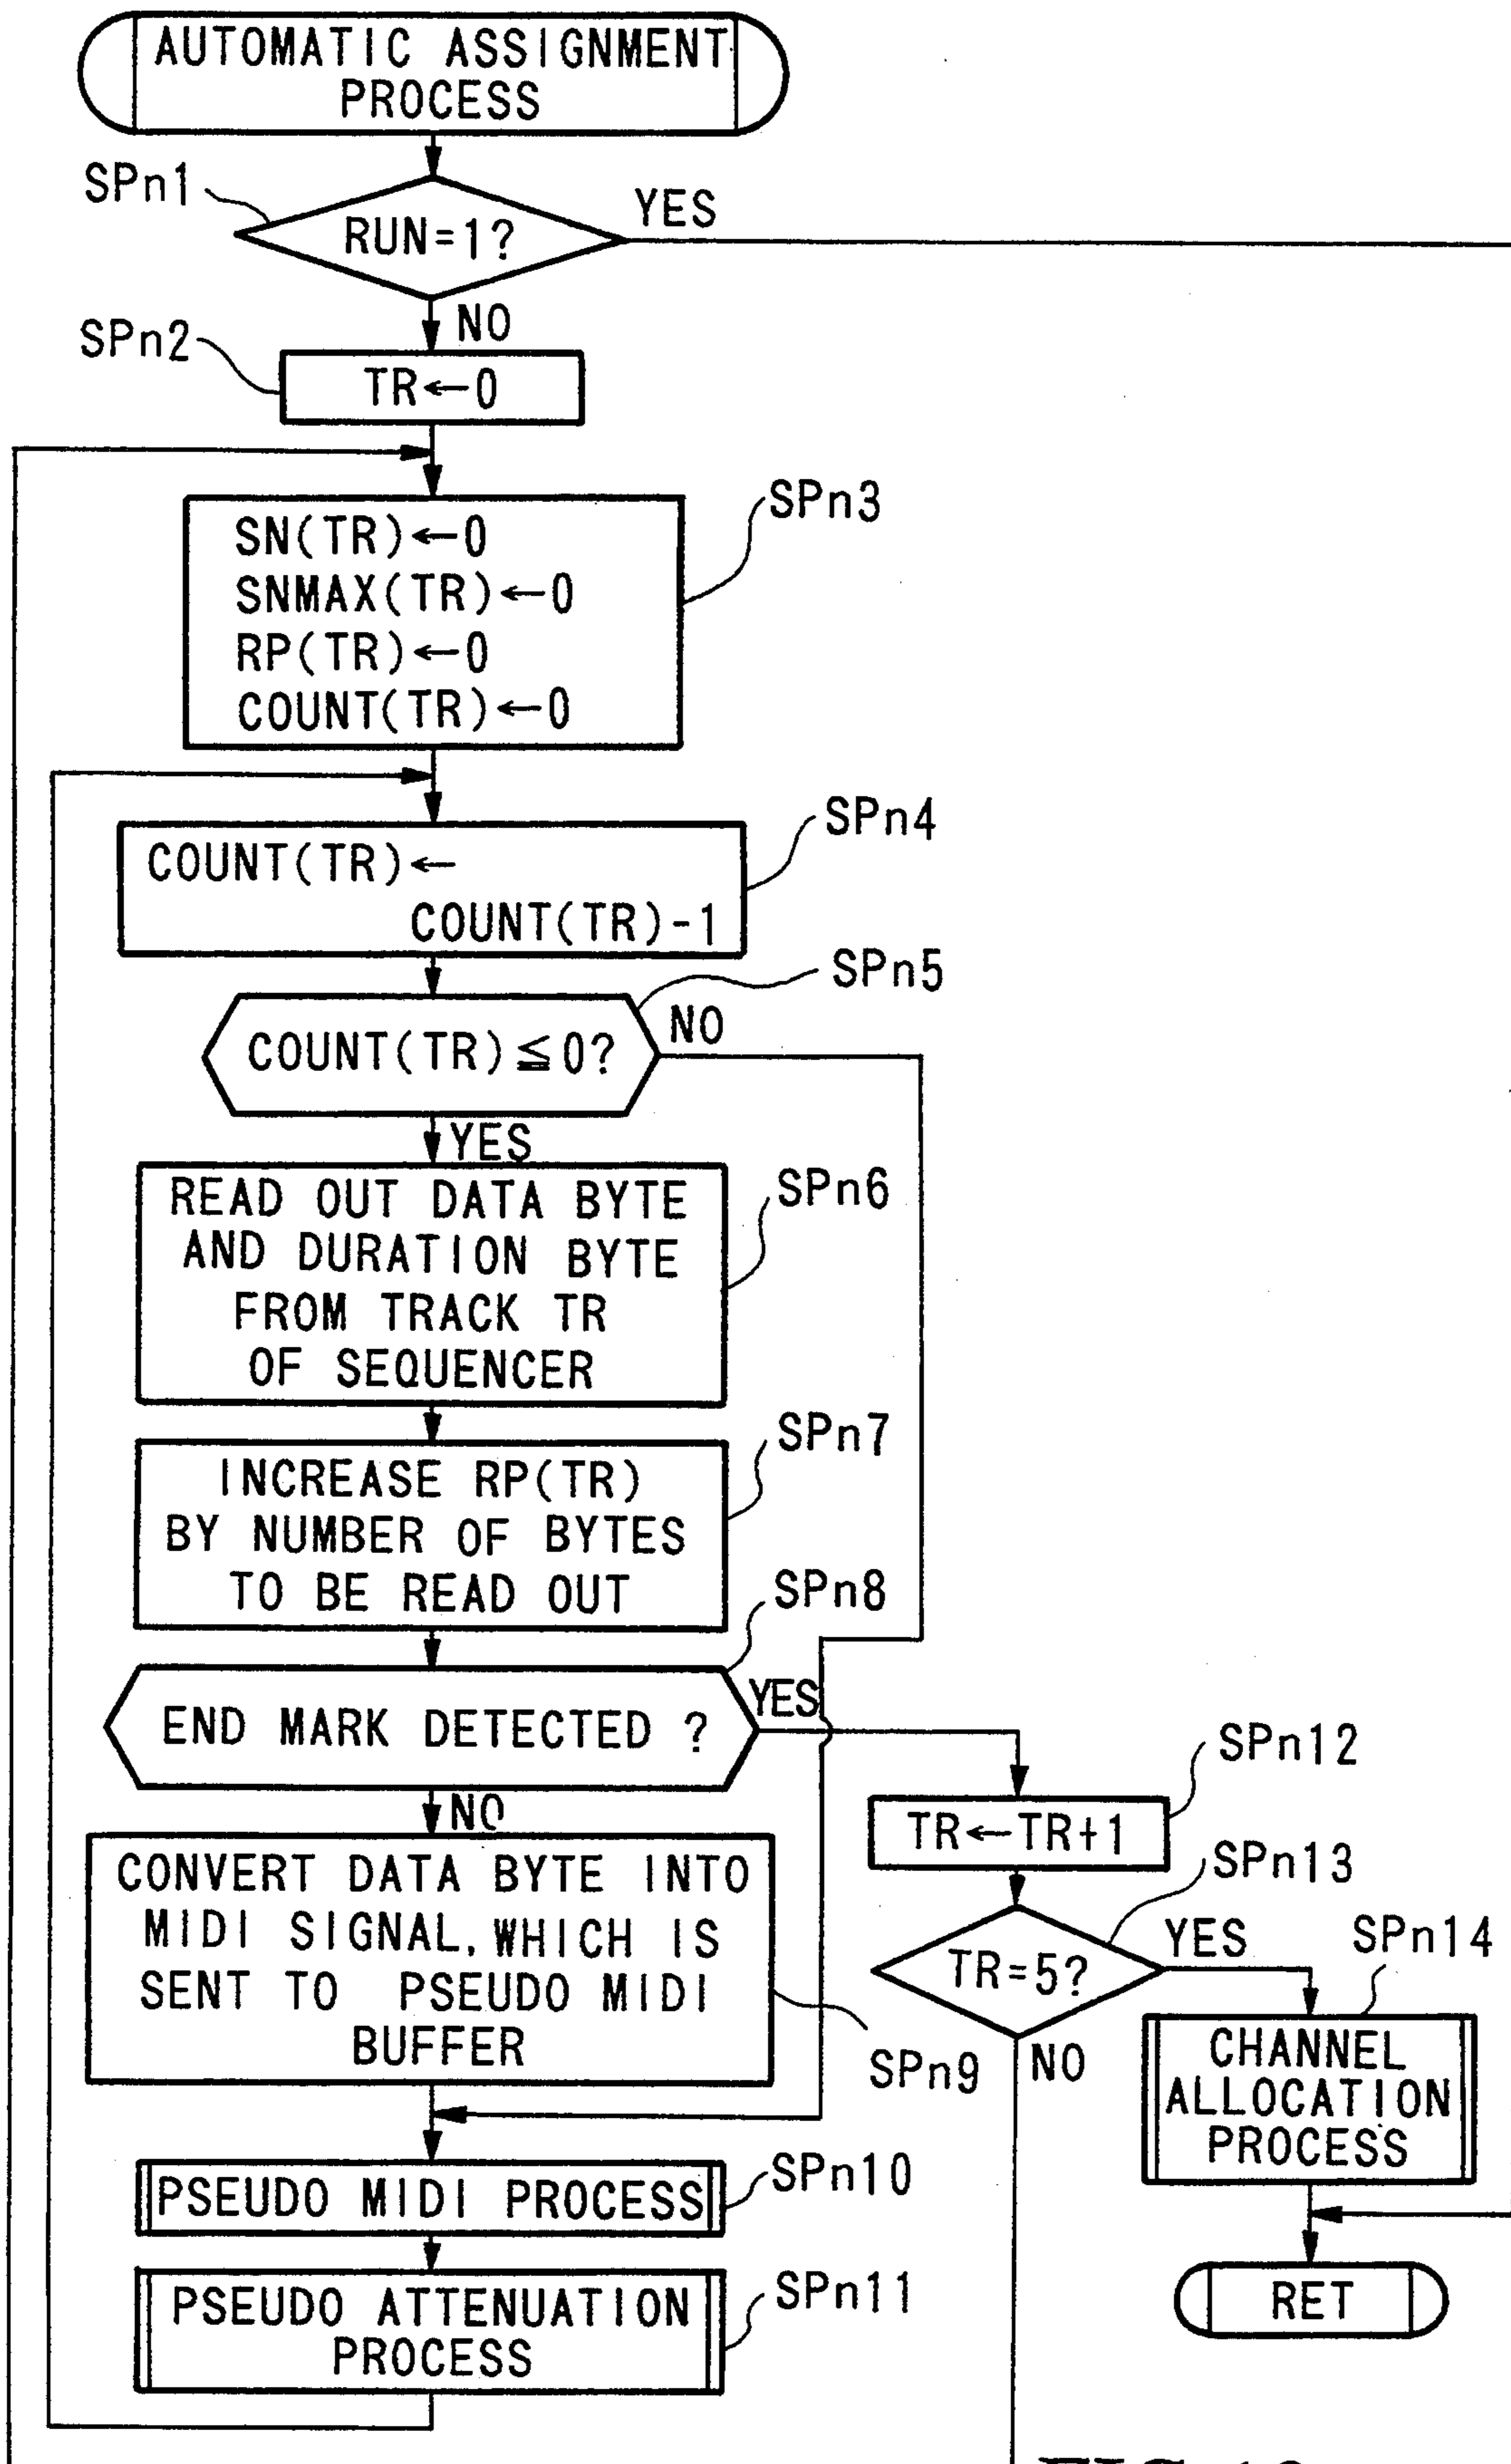 AUTOMATIC ASSIGNMENT
PROCESS
SPn1
RUN=1?
YES
NO
SPn2
TR←0
SPn3
SN(TR)←0
SNMAX(TR)←0
RP(TR)←0
COUNT(TR)←0
SPn4
COUNT(TR)←
COUNT(TR)-1
SPn5
COUNT(TR)≦0?
NO
YES
SPn6
READ OUT DATA BYTE
AND DURATION BYTE
FROM TRACK TR
OF SEQUENCER
SPn7
INCREASE RP(TR)
BY NUMBER OF BYTES
TO BE READ OUT
SPn8
END MARK DETECTED ?
YES
NO
SPn12
TR←TR+1
SPn13
TR=5?
YES
NO
SPn14
CHANNEL
ALLOCATION
PROCESS
CONVERT DATA BYTE INTO
MIDI SIGNAL, WHICH IS
SENT TO PSEUDO MIDI
BUFFER
SPn9
PSEUDO MIDI PROCESS
SPn10
PSEUDO ATTENUATION
PROCESS
SPn11
RET